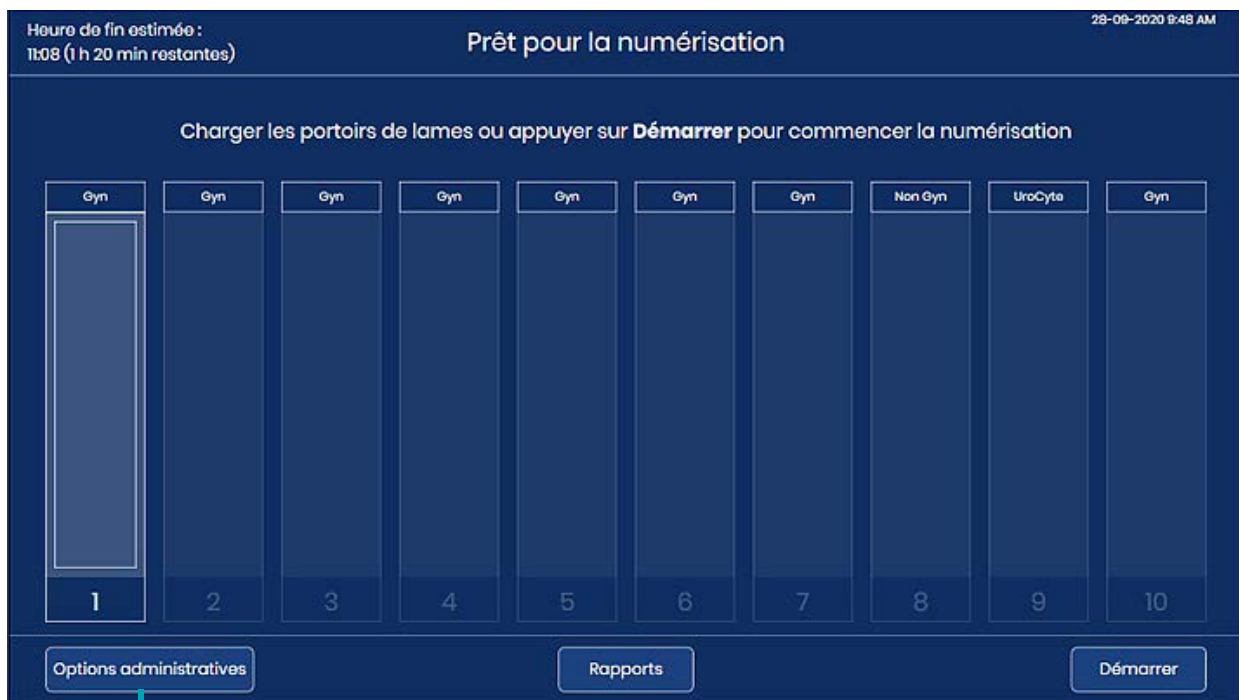 Heure de fin estimée :
11:08 (1 h 20 min restantes)
Prêt pour la numérisation
28-09-2020 9:48 AM
Charger les portoirs de lames ou appuyer sur Démarrer pour commencer la numérisation
Gyn Gyn Gyn Gyn Gyn Gyn Gyn Non Gyn UroCyte Gyn
1 2 3 4 5 6 7 8 9 10
Options administratives Rapports Démarrer